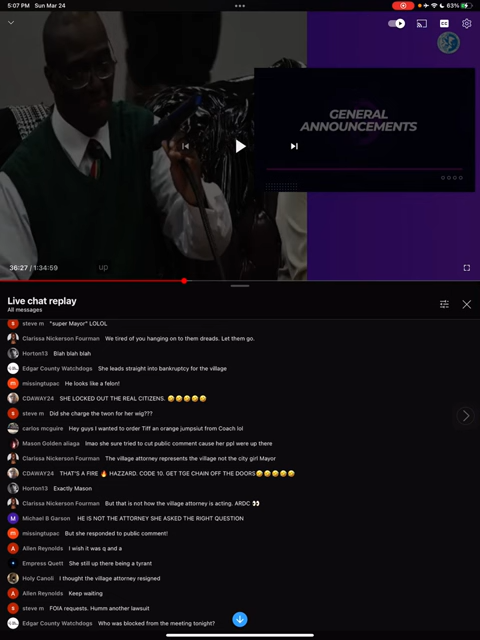 5:07 PM Sun Mar 24
63%
GENERAL
ANNOUNCEMENTS
36:27 / 1:34:59
up
Live chat replay
All messages
steve m "super Mayor" LOLOL
Clarissa Nickerson Fourman We tired of you hanging on to them dreads. Let them go.
Horton13 Blah blah blah
Edgar County Watchdogs She leads straight into bankruptcy for the village
missingtupac He looks like a felon!
CDAWAY24 SHE LOCKED OUT THE REAL CITIZENS. 🤣🤣🤣🤣🤣
steve m Did she charge the twon for her wig???
carlos mcguire Hey guys I wanted to order Tiff an orange jumpsiut from Coach lol
Mason Golden aliaga lmao she sure tried to cut public comment cause her ppl were up there
Clarissa Nickerson Fourman The village attorney represents the village not the city girl Mayor
CDAWAY24 THAT'S A FIRE 🔥 HAZZARD. CODE 10. GET TGE CHAIN OFF THE DOORS🤣🤣🤣🤣🤣
Horton13 Exactly Mason
Clarissa Nickerson Fourman But that is not how the village attorney is acting. ARDC 👀
Michael B Garson HE IS NOT THE ATTORNEY SHE ASKED THE RIGHT QUESTION
missingtupac But she responded to public comment!
Allen Reynolds I wish it was q and a
Empress Quett She still up there being a tyrant
Holy Canoli I thought the village attorney resigned
Allen Reynolds Keep waiting
steve m FOIA requests. Humm another lawsuit
Edgar County Watchdogs Who was blocked from the meeting tonight?